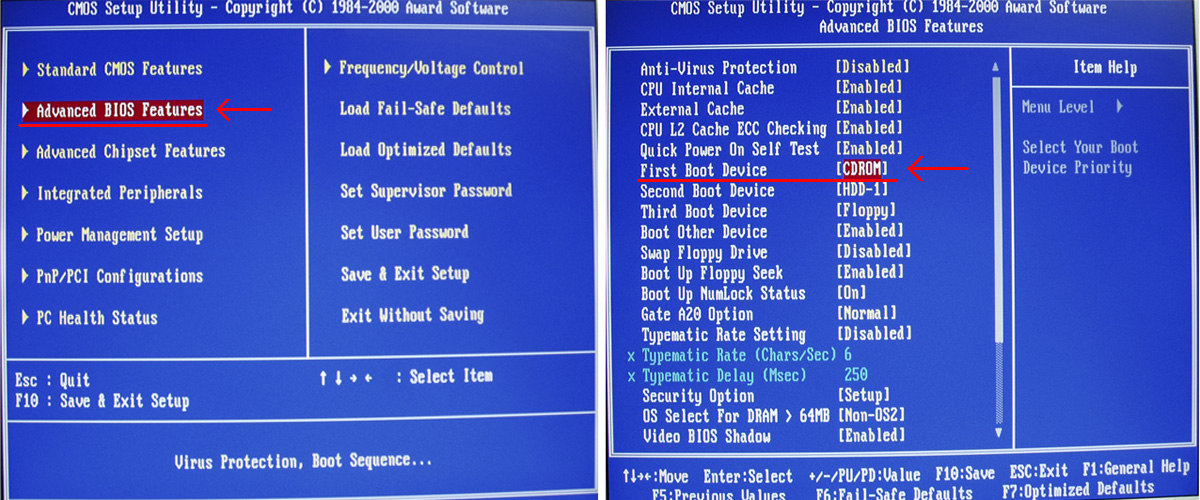 CMOS Setup Utility - Copyright (C) 1984-2000 Award Software
Standard CMOS Features
Advanced BIOS Features
Advanced Chipset Features
Integrated Peripherals
Power Management Setup
PnP/PCI Configurations
PC Health Status
Frequency/Voltage Control
Load Fail-Safe Defaults
Load Optimized Defaults
Set Supervisor Password
Set User Password
Save & Exit Setup
Exit Without Saving
Esc : Quit
F10 : Save & Exit Setup
↑ ↓ → ← : Select Item
Virus Protection, Boot Sequence...
CMOS Setup Utility - Copyright (C) 1984-2000 Award Software
Advanced BIOS Features
Anti-Virus Protection [Disabled]
CPU Internal Cache [Enabled]
External Cache [Enabled]
CPU L2 Cache ECC Checking [Enabled]
Quick Power On Self Test [Enabled]
First Boot Device [CDROM]
Second Boot Device [HDD-1]
Third Boot Device [Floppy]
Boot Other Device [Enabled]
Swap Floppy Drive [Disabled]
Boot Up Floppy Seek [Enabled]
Boot Up NumLock Status [On]
Gate A20 Option [Normal]
Typematic Rate Setting [Disabled]
x Typematic Rate (Chars/Sec) 6
x Typematic Delay (Msec) 250
Security Option [Setup]
OS Select For DRAM > 64MB [Non-OS2]
Video BIOS Shadow [Enabled]
Item Help
Menu Level
Select Your Boot
Device Priority
↑↓→←:Move Enter:Select +/-/PU/PD:Value F10:Save ESC:Exit F1:General Help
F5:Previous Values F6:Fail-Safe Defaults F7:Optimized Defaults